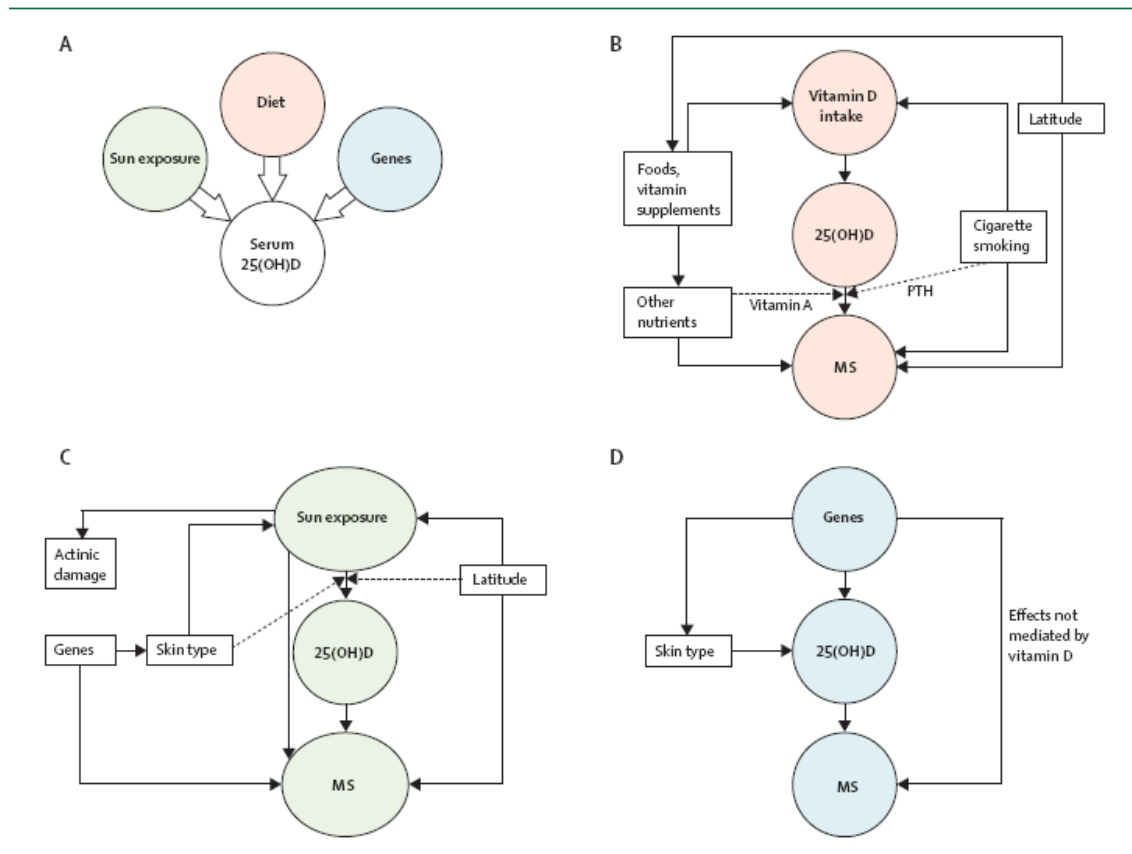 A
Diet
Sun exposure
Genes
Serum
25(OH)D
B
Vitamin D
intake
Latitude
Foods,
vitamin
supplements
25(OH)D
Cigarette
smoking
Other
nutrients
Vitamin A
PTH
MS
C
Sun exposure
Actinic
damage
Latitude
Genes
Skin type
25(OH)D
MS
D
Genes
Skin type
25(OH)D
Effects not
mediated by
vitamin D
MS